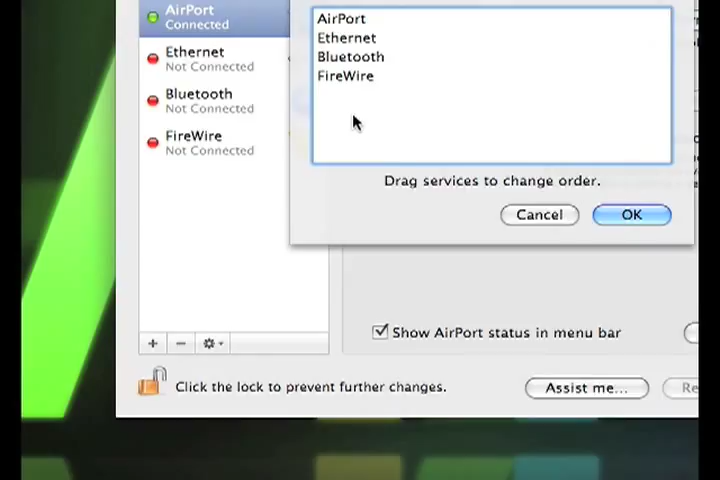 AirPort
Connected
Ethernet
Not Connected
Bluetooth
Not Connected
FireWire
Not Connected
AirPort
Ethernet
Bluetooth
FireWire
Drag services to change order.
Cancel
OK
Show AirPort status in menu bar
Click the lock to prevent further changes.
Assist me...
Re